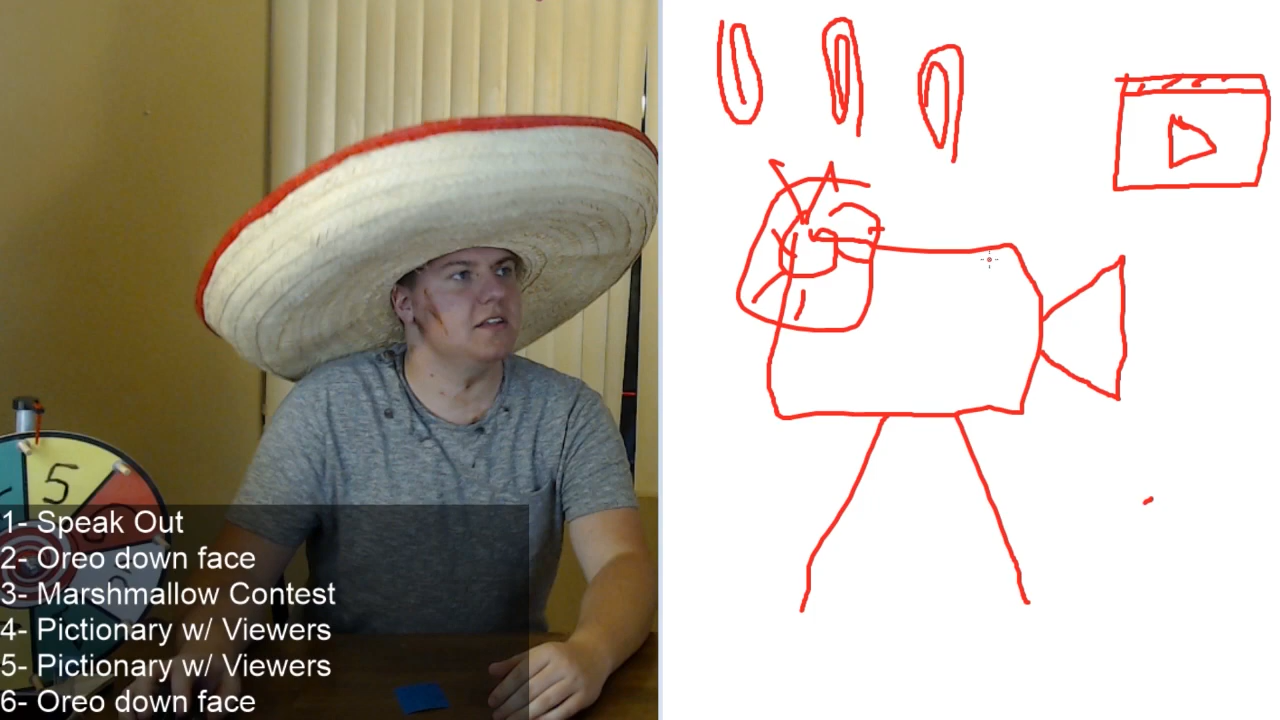 5
1- Speak Out
2- Oreo down face
3- Marshmallow Contest
4- Pictionary w/ Viewers
5- Pictionary w/ Viewers
6- Oreo down face